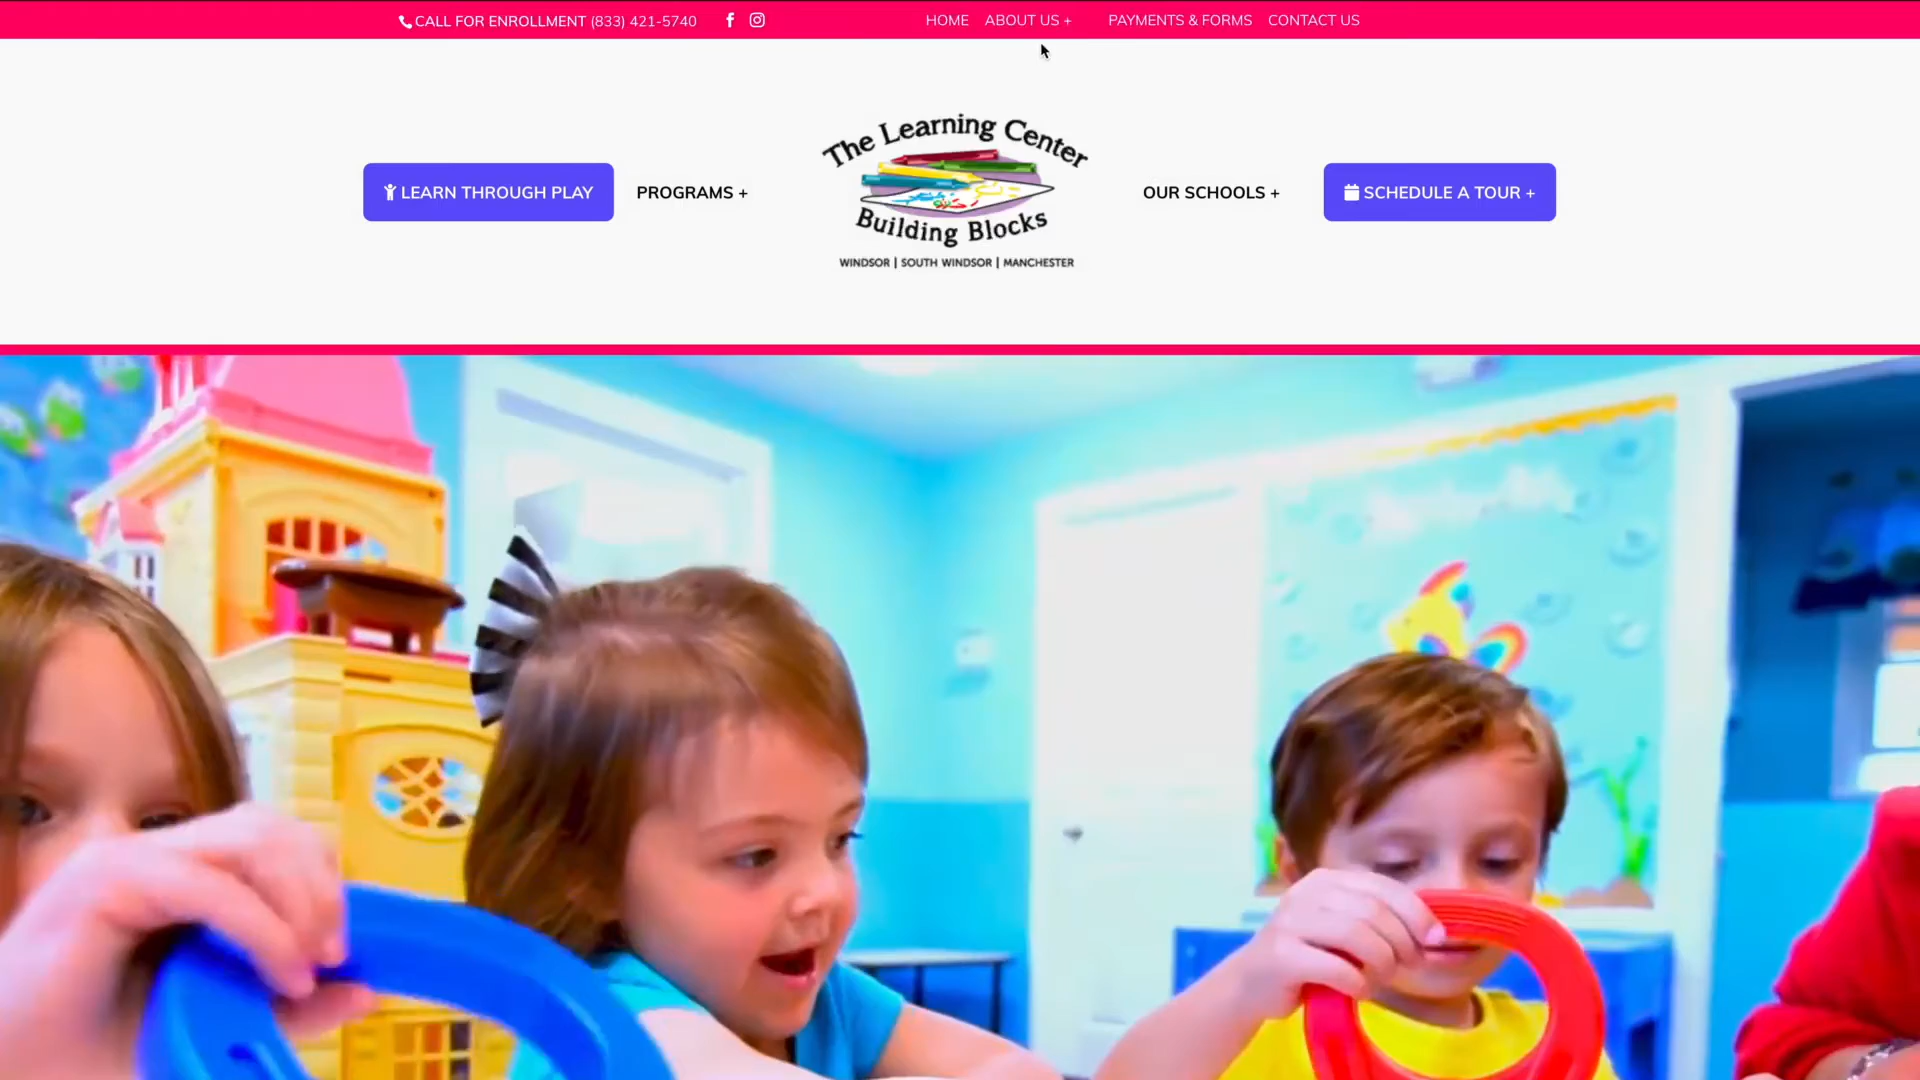 CALL FOR ENROLLMENT (833) 421-5740
HOME ABOUT US + PAYMENTS & FORMS CONTACT US
LEARN THROUGH PLAY
PROGRAMS +
The Learning Center
Building Blocks
WINDSOR | SOUTH WINDSOR | MANCHESTER
OUR SCHOOLS +
SCHEDULE A TOUR +